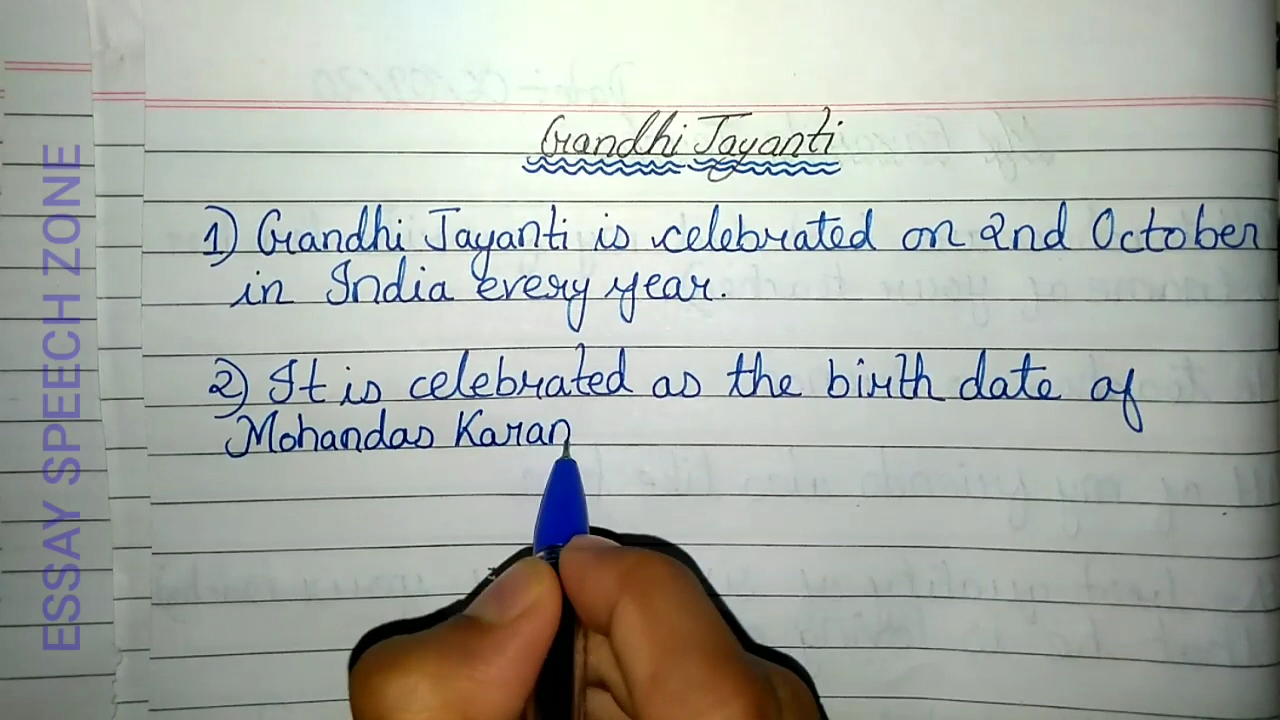 Gandhi Jayanti
1) Gandhi Jayanti is celebrated on 2nd October
in India every year.
2) It is celebrated as the birth date of
Mohandas Karan
ESSAY SPEECH ZONE